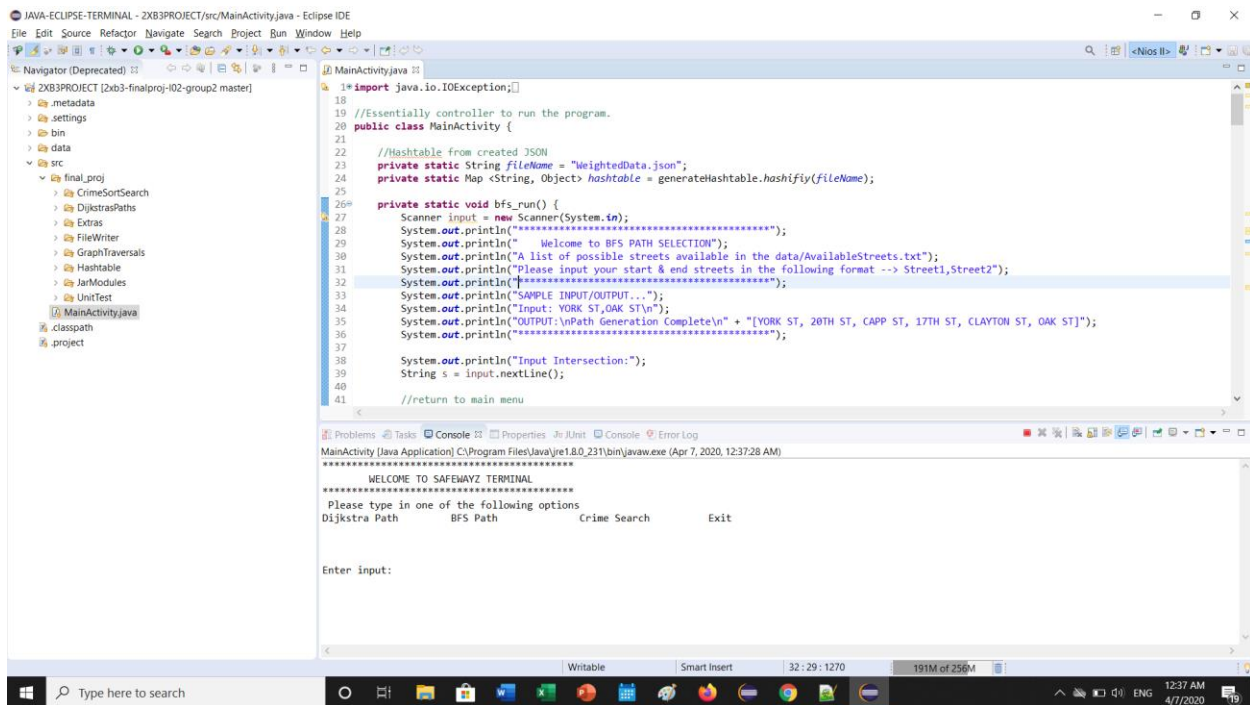 JAVA-ECLIPSE-TERMINAL - 2XB3PROJECT/src/MainActivity.java - Eclipse IDE
File Edit Source Refactor Navigate Search Project Run Window Help
<Nios II>
Navigator (Deprecated)
2XB3PROJECT [2xb3-finalproj-l02-group2 master]
.metadata
.settings
bin
data
src
final_proj
CrimeSortSearch
DijkstrasPaths
Extras
FileWriter
GraphTraversals
Hashtable
JarModules
UnitTest
MainActivity.java
.classpath
.project
MainActivity.java
1 import java.io.IOException;
18
19 //Essentially controller to run the program.
20 public class MainActivity {
21
22 //Hashtable from created JSON
23 private static String fileName = "WeightedData.json";
24 private static Map <String, Object> hashtable = generateHashtable.hashifiy(fileName);
25
26 private static void bfs_run() {
27 Scanner input = new Scanner(System.in);
28 System.out.println("*******************************************");
29 System.out.println("    Welcome to BFS PATH SELECTION");
30 System.out.println("A list of possible streets available in the data/AvailableStreets.txt");
31 System.out.println("Please input your start & end streets in the following format --> Street1,Street2");
32 System.out.println("*******************************************");
33 System.out.println("SAMPLE INPUT/OUTPUT...");
34 System.out.println("Input: YORK ST,OAK ST\n");
35 System.out.println("OUTPUT:\nPath Generation Complete\n" + "[YORK ST, 20TH ST, CAPP ST, 17TH ST, CLAYTON ST, OAK ST]");
36 System.out.println("*******************************************");
37
38 System.out.println("Input Intersection:");
39 String s = input.nextLine();
40
41 //return to main menu
Problems Tasks Console Properties JUnit Console Error Log
MainActivity [Java Application] C:\Program Files\Java\jre1.8.0_231\bin\javaw.exe (Apr 7, 2020, 12:37:28 AM)
*******************************************
WELCOME TO SAFEWAYZ TERMINAL
*******************************************
Please type in one of the following options
Dijkstra Path BFS Path Crime Search Exit
Enter input:
Writable Smart Insert 32 : 29 : 1270 191M of 256M
Type here to search
ENG
12:37 AM
4/7/2020
19